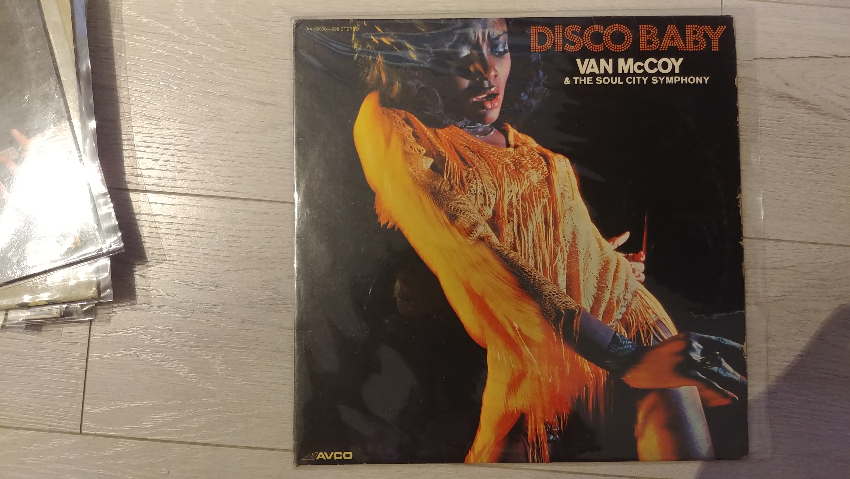 DISCO BABY
VAN McCOY
& THE SOUL CITY SYMPHONY
AVCO